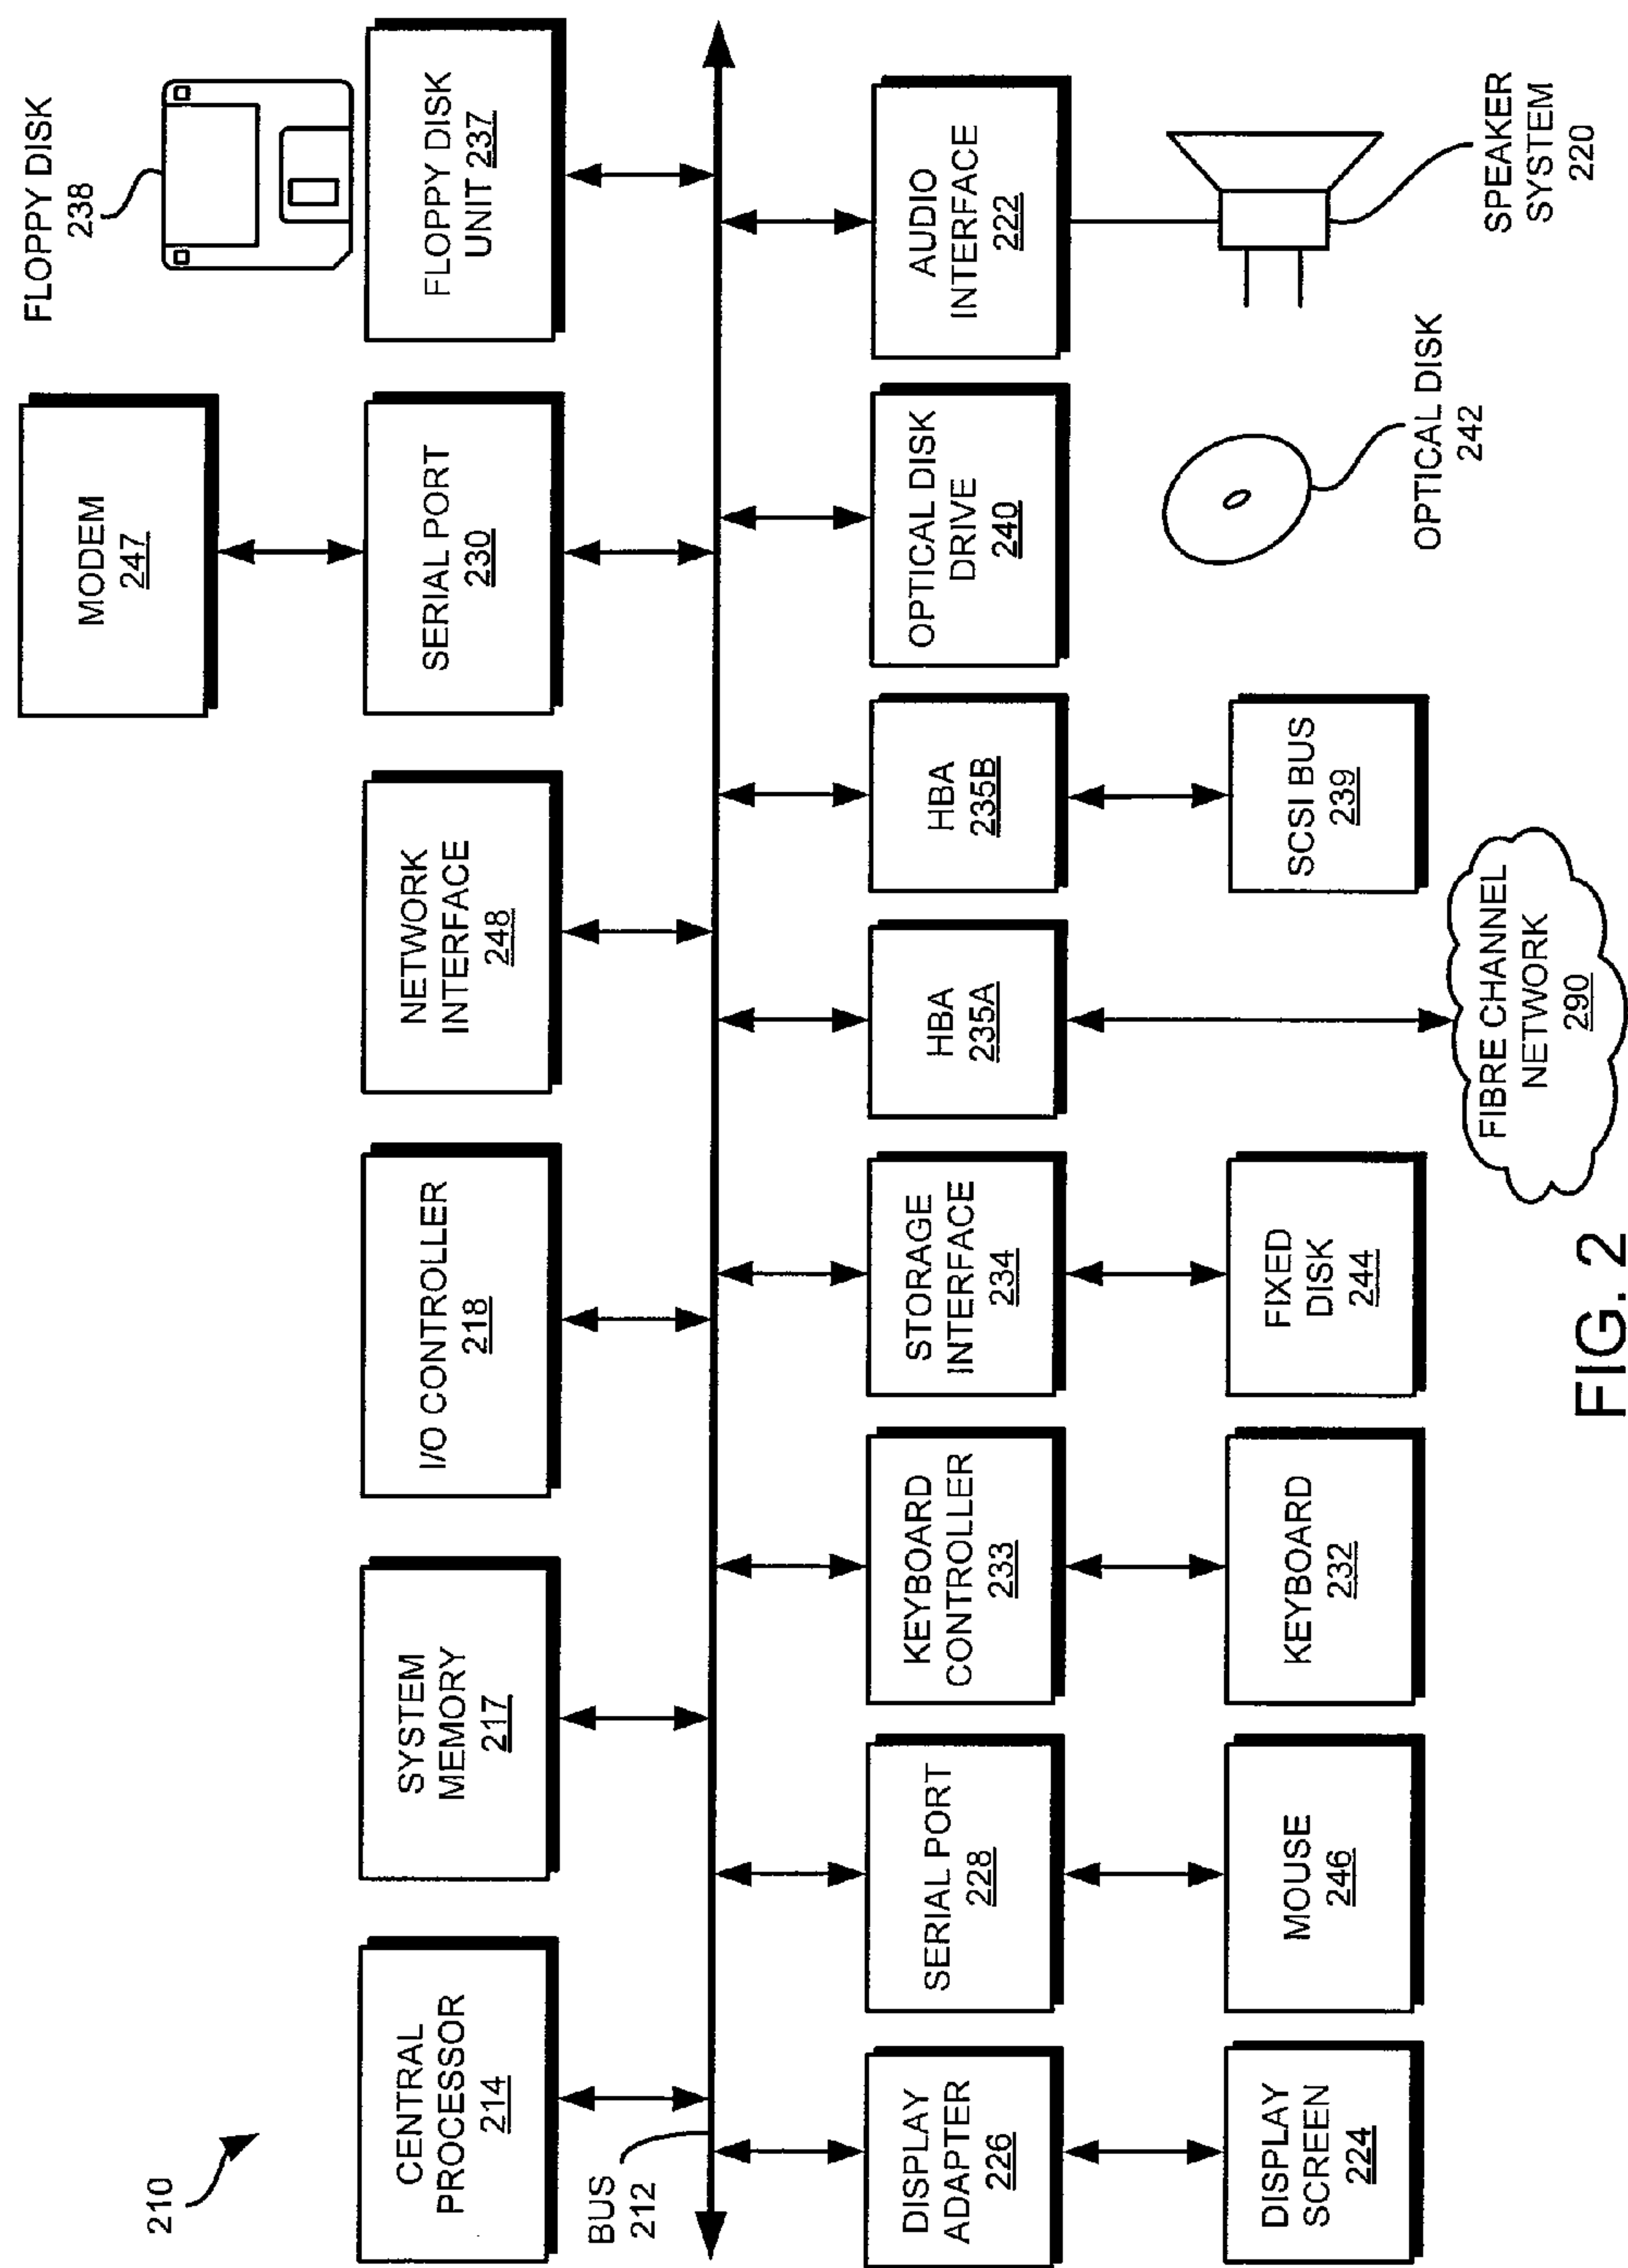 210
FLOPPY DISK
238
MODEM
247
CENTRAL
PROCESSOR
214
SYSTEM
MEMORY
217
I/O CONTROLLER
218
NETWORK
INTERFACE
248
SERIAL PORT
230
FLOPPY DISK
UNIT 237
BUS
212
DISPLAY
ADAPTER
226
SERIAL PORT
228
KEYBOARD
CONTROLLER
233
STORAGE
INTERFACE
234
HBA
235A
HBA
235B
OPTICAL DISK
DRIVE
240
AUDIO
INTERFACE
222
DISPLAY
SCREEN
224
MOUSE
246
KEYBOARD
232
FIXED
DISK
244
SCSI BUS
239
OPTICAL DISK
242
SPEAKER
SYSTEM
220
FIBRE CHANNEL
NETWORK
290
FIG. 2